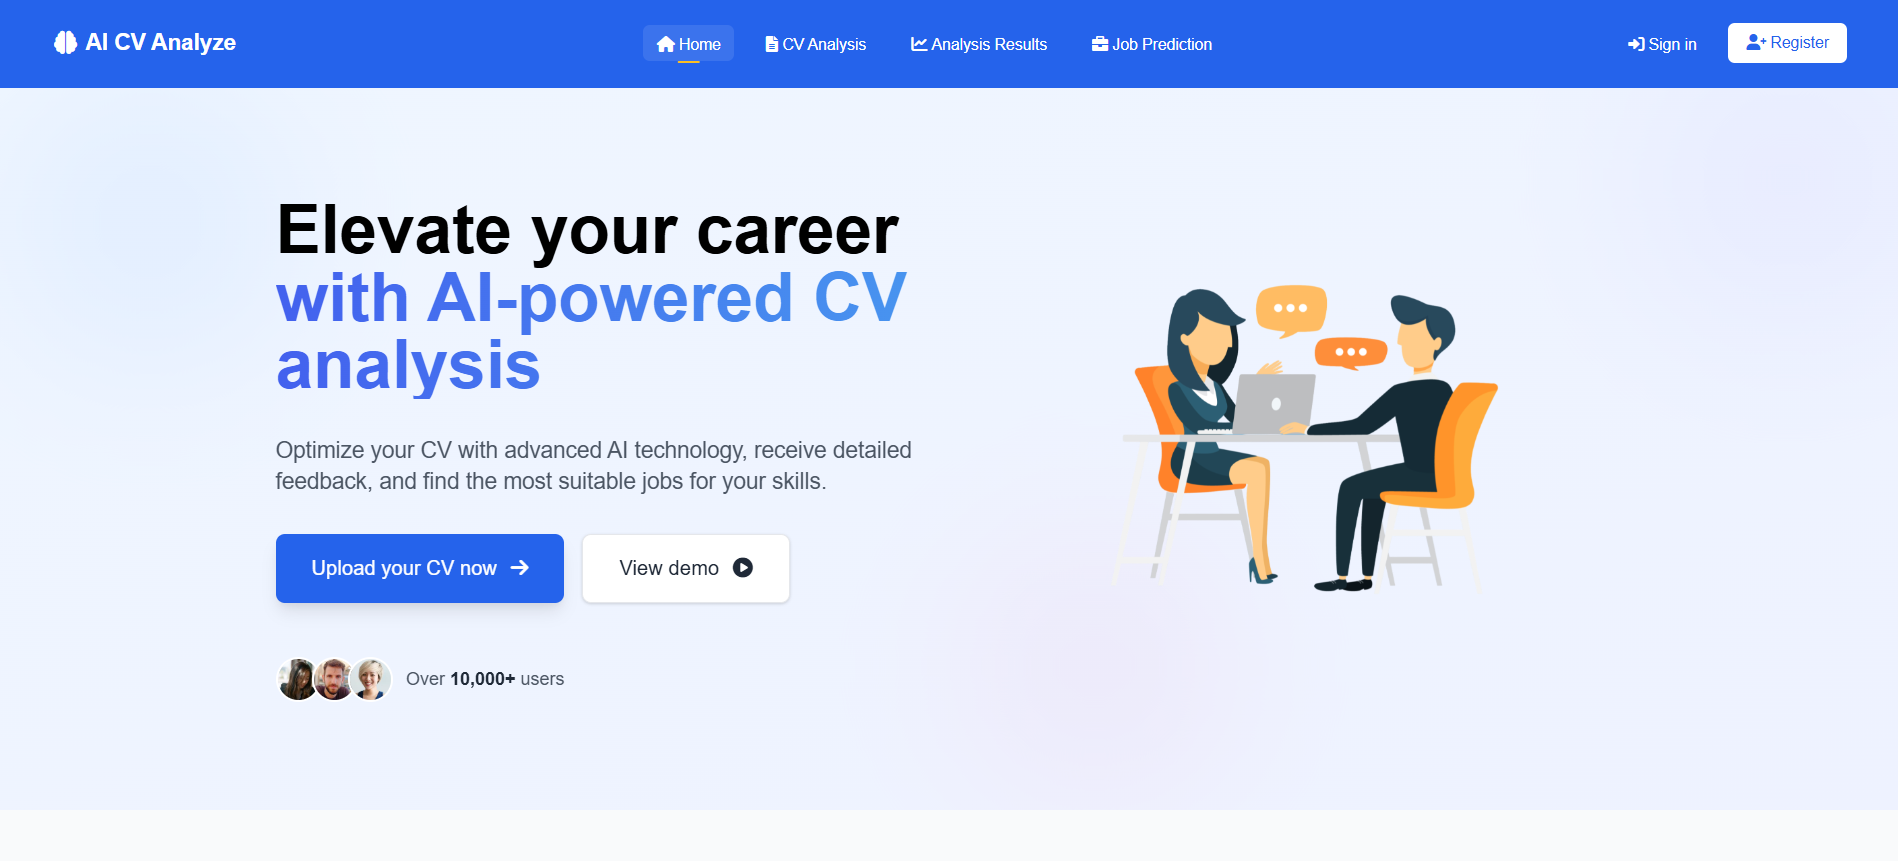 AI CV Analyze
Home
CV Analysis
Analysis Results
Job Prediction
Sign in
Register
Elevate your career
with AI-powered CV
analysis
Optimize your CV with advanced AI technology, receive detailed
feedback, and find the most suitable jobs for your skills.
Upload your CV now
View demo
Over 10,000+ users